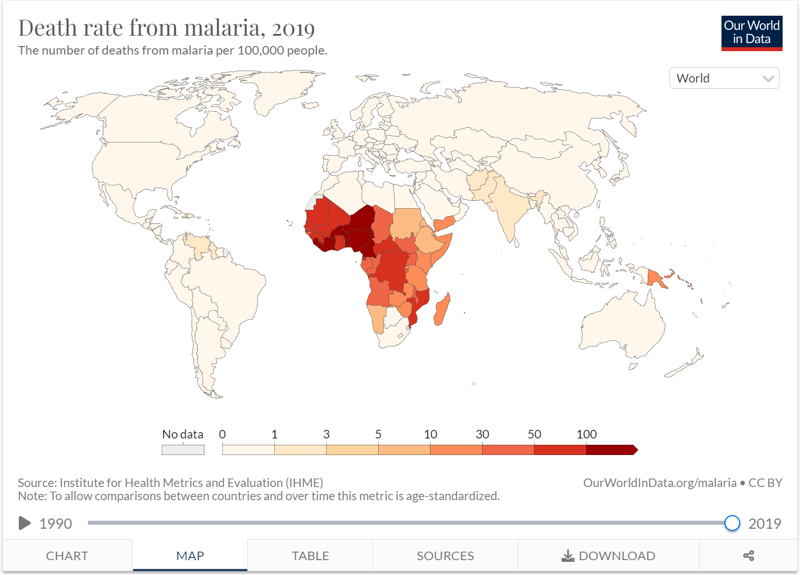 Death rate from malaria, 2019
The number of deaths from malaria per 100,000 people.
Our World
in Data
World
No data 0 1 3 5 10 30 50 100
Source: Institute for Health Metrics and Evaluation (IHME)
OurWorldInData.org/malaria • CC BY
Note: To allow comparisons between countries and over time this metric is age-standardized.
1990 2019
CHART MAP TABLE SOURCES DOWNLOAD